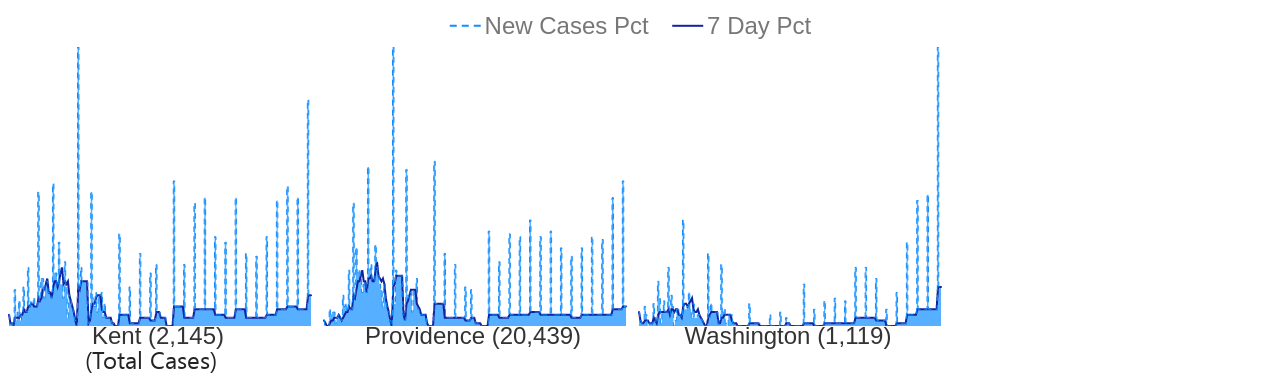 New Cases Pct 7 Day Pct
Kent (2,145) Providence (20,439) Washington (1,119)
(Total Cases)